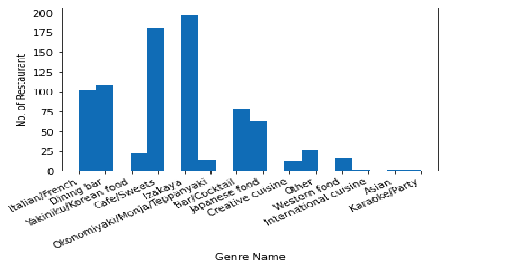 No. of Restaurant
200
175
150
125
100
75
50
25
0
Italian/French
Dining bar
Yakiniku/Korean food
Cafe/Sweets
Izakaya
Okonomiyaki/Monja/Teppanyaki
Bar/Cocktail
Japanese food
Creative cuisine
Other
Western food
International cuisine
Asian
Karaoke/Party
Genre Name